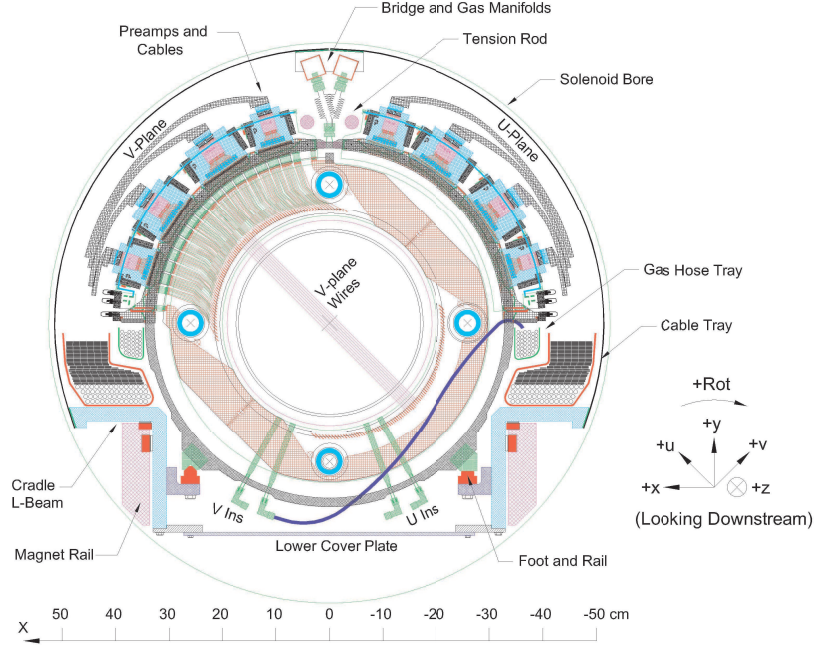 Bridge and Gas Manifolds
Preamps and
Cables
Tension Rod
Solenoid Bore
V-Plane
U-Plane
V-plane
Wires
Gas Hose Tray
Cable Tray
+Rot
+y
+u
+v
+x
+z
(Looking Downstream)
Cradle
L-Beam
V Ins
U Ins
Magnet Rail
Lower Cover Plate
Foot and Rail
X
50 40 30 20 10 0 -10 -20 -30 -40 -50 cm